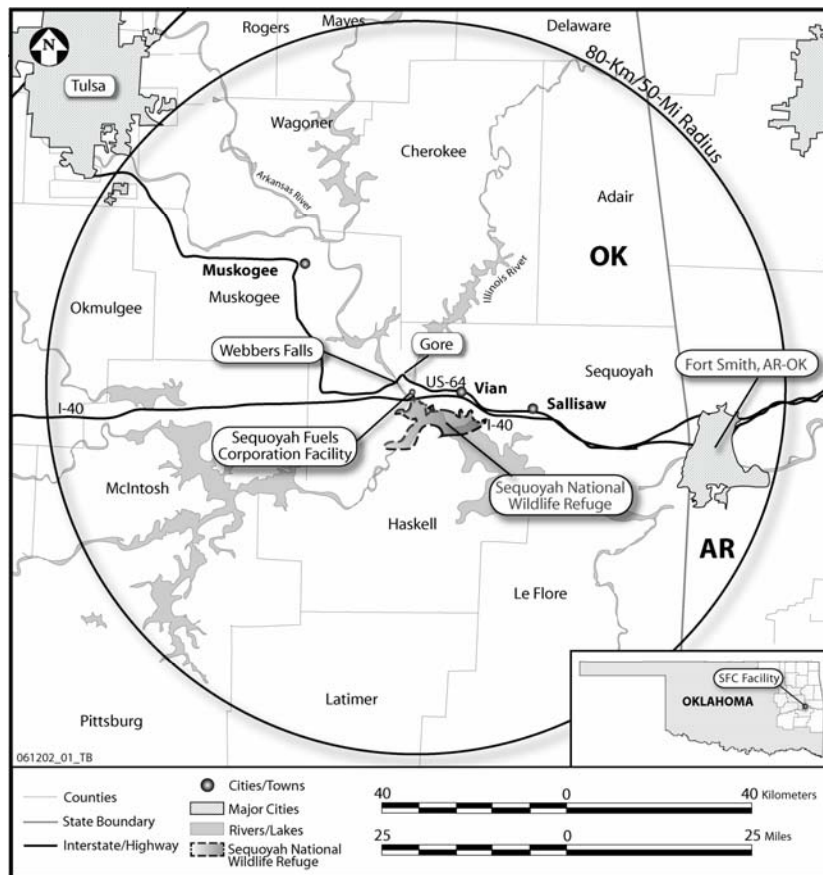 Rogers
Mayes
Delaware
N
Tulsa
80-Km/50-Mi Radius
Wagoner
Cherokee
Arkansas River
Adair
OK
Muskogee
Muskogee
Illinois River
Okmulgee
Gore
Webbers Falls
Sequoyah
Fort Smith, AR-OK
US-64
Vian
Sallisaw
I-40
I-40
Sequoyah Fuels
Corporation Facility
Sequoyah National
Wildlife Refuge
McIntosh
Haskell
AR
Le Flore
Latimer
SFC Facility
OKLAHOMA
Pittsburg
061202_01_TB
Counties
State Boundary
Interstate/Highway
Cities/Towns
Major Cities
Rivers/Lakes
Sequoyah National
Wildlife Refuge
40 0 40 Kilometers
25 0 25 Miles